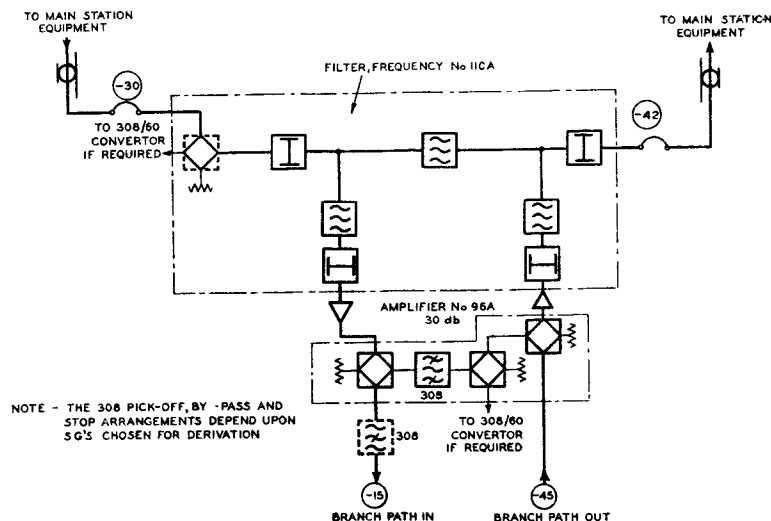 TO MAIN STATION
EQUIPMENT
TO MAIN STATION
EQUIPMENT
FILTER, FREQUENCY No 11CA
-30
-42
TO 308/60
CONVERTOR
IF REQUIRED
AMPLIFIER No 96A
30 db
308
NOTE - THE 308 PICK-OFF, BY -PASS AND
STOP ARRANGEMENTS DEPEND UPON
SG'S CHOSEN FOR DERIVATION
308
TO 308/60
CONVERTOR
IF REQUIRED
-15
-45
BRANCH PATH IN
BRANCH PATH OUT